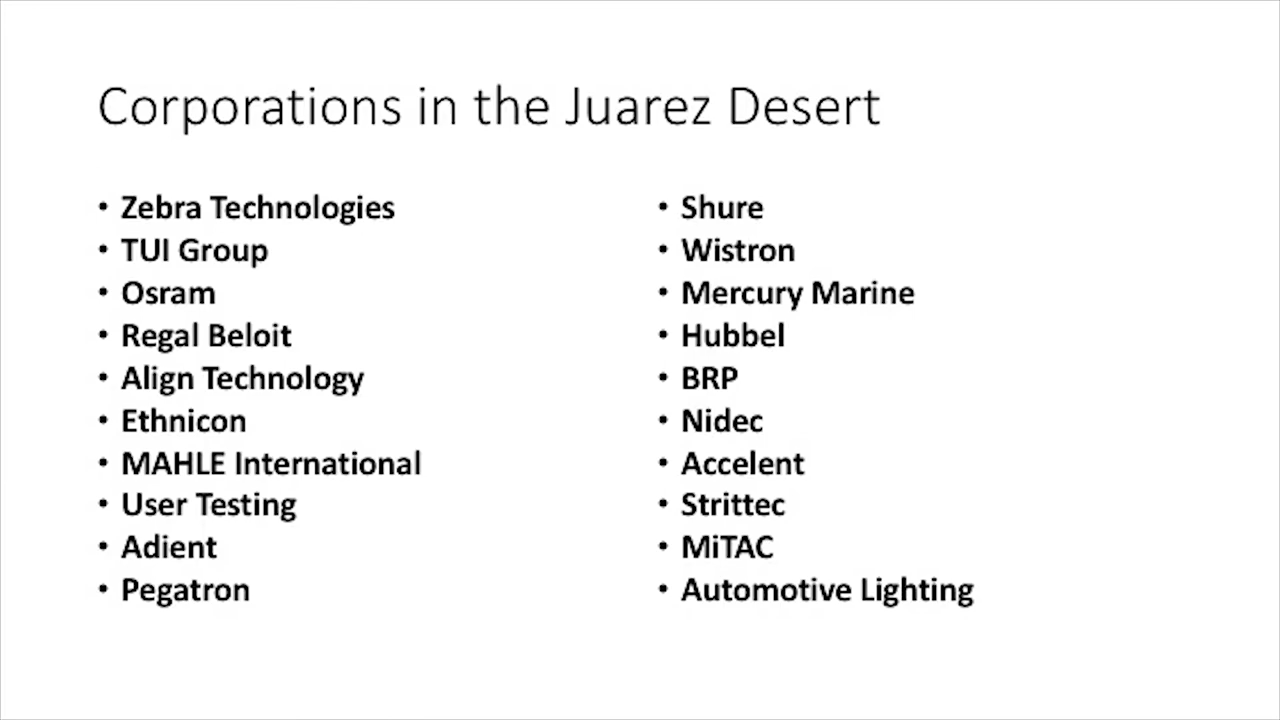 Corporations in the Juarez Desert
• Zebra Technologies
• TUI Group
• Osram
• Regal Beloit
• Align Technology
• Ethnicon
• MAHLE International
• User Testing
• Adient
• Pegatron
• Shure
• Wistron
• Mercury Marine
• Hubbel
• BRP
• Nidec
• Accelent
• Strittec
• MiTAC
• Automotive Lighting